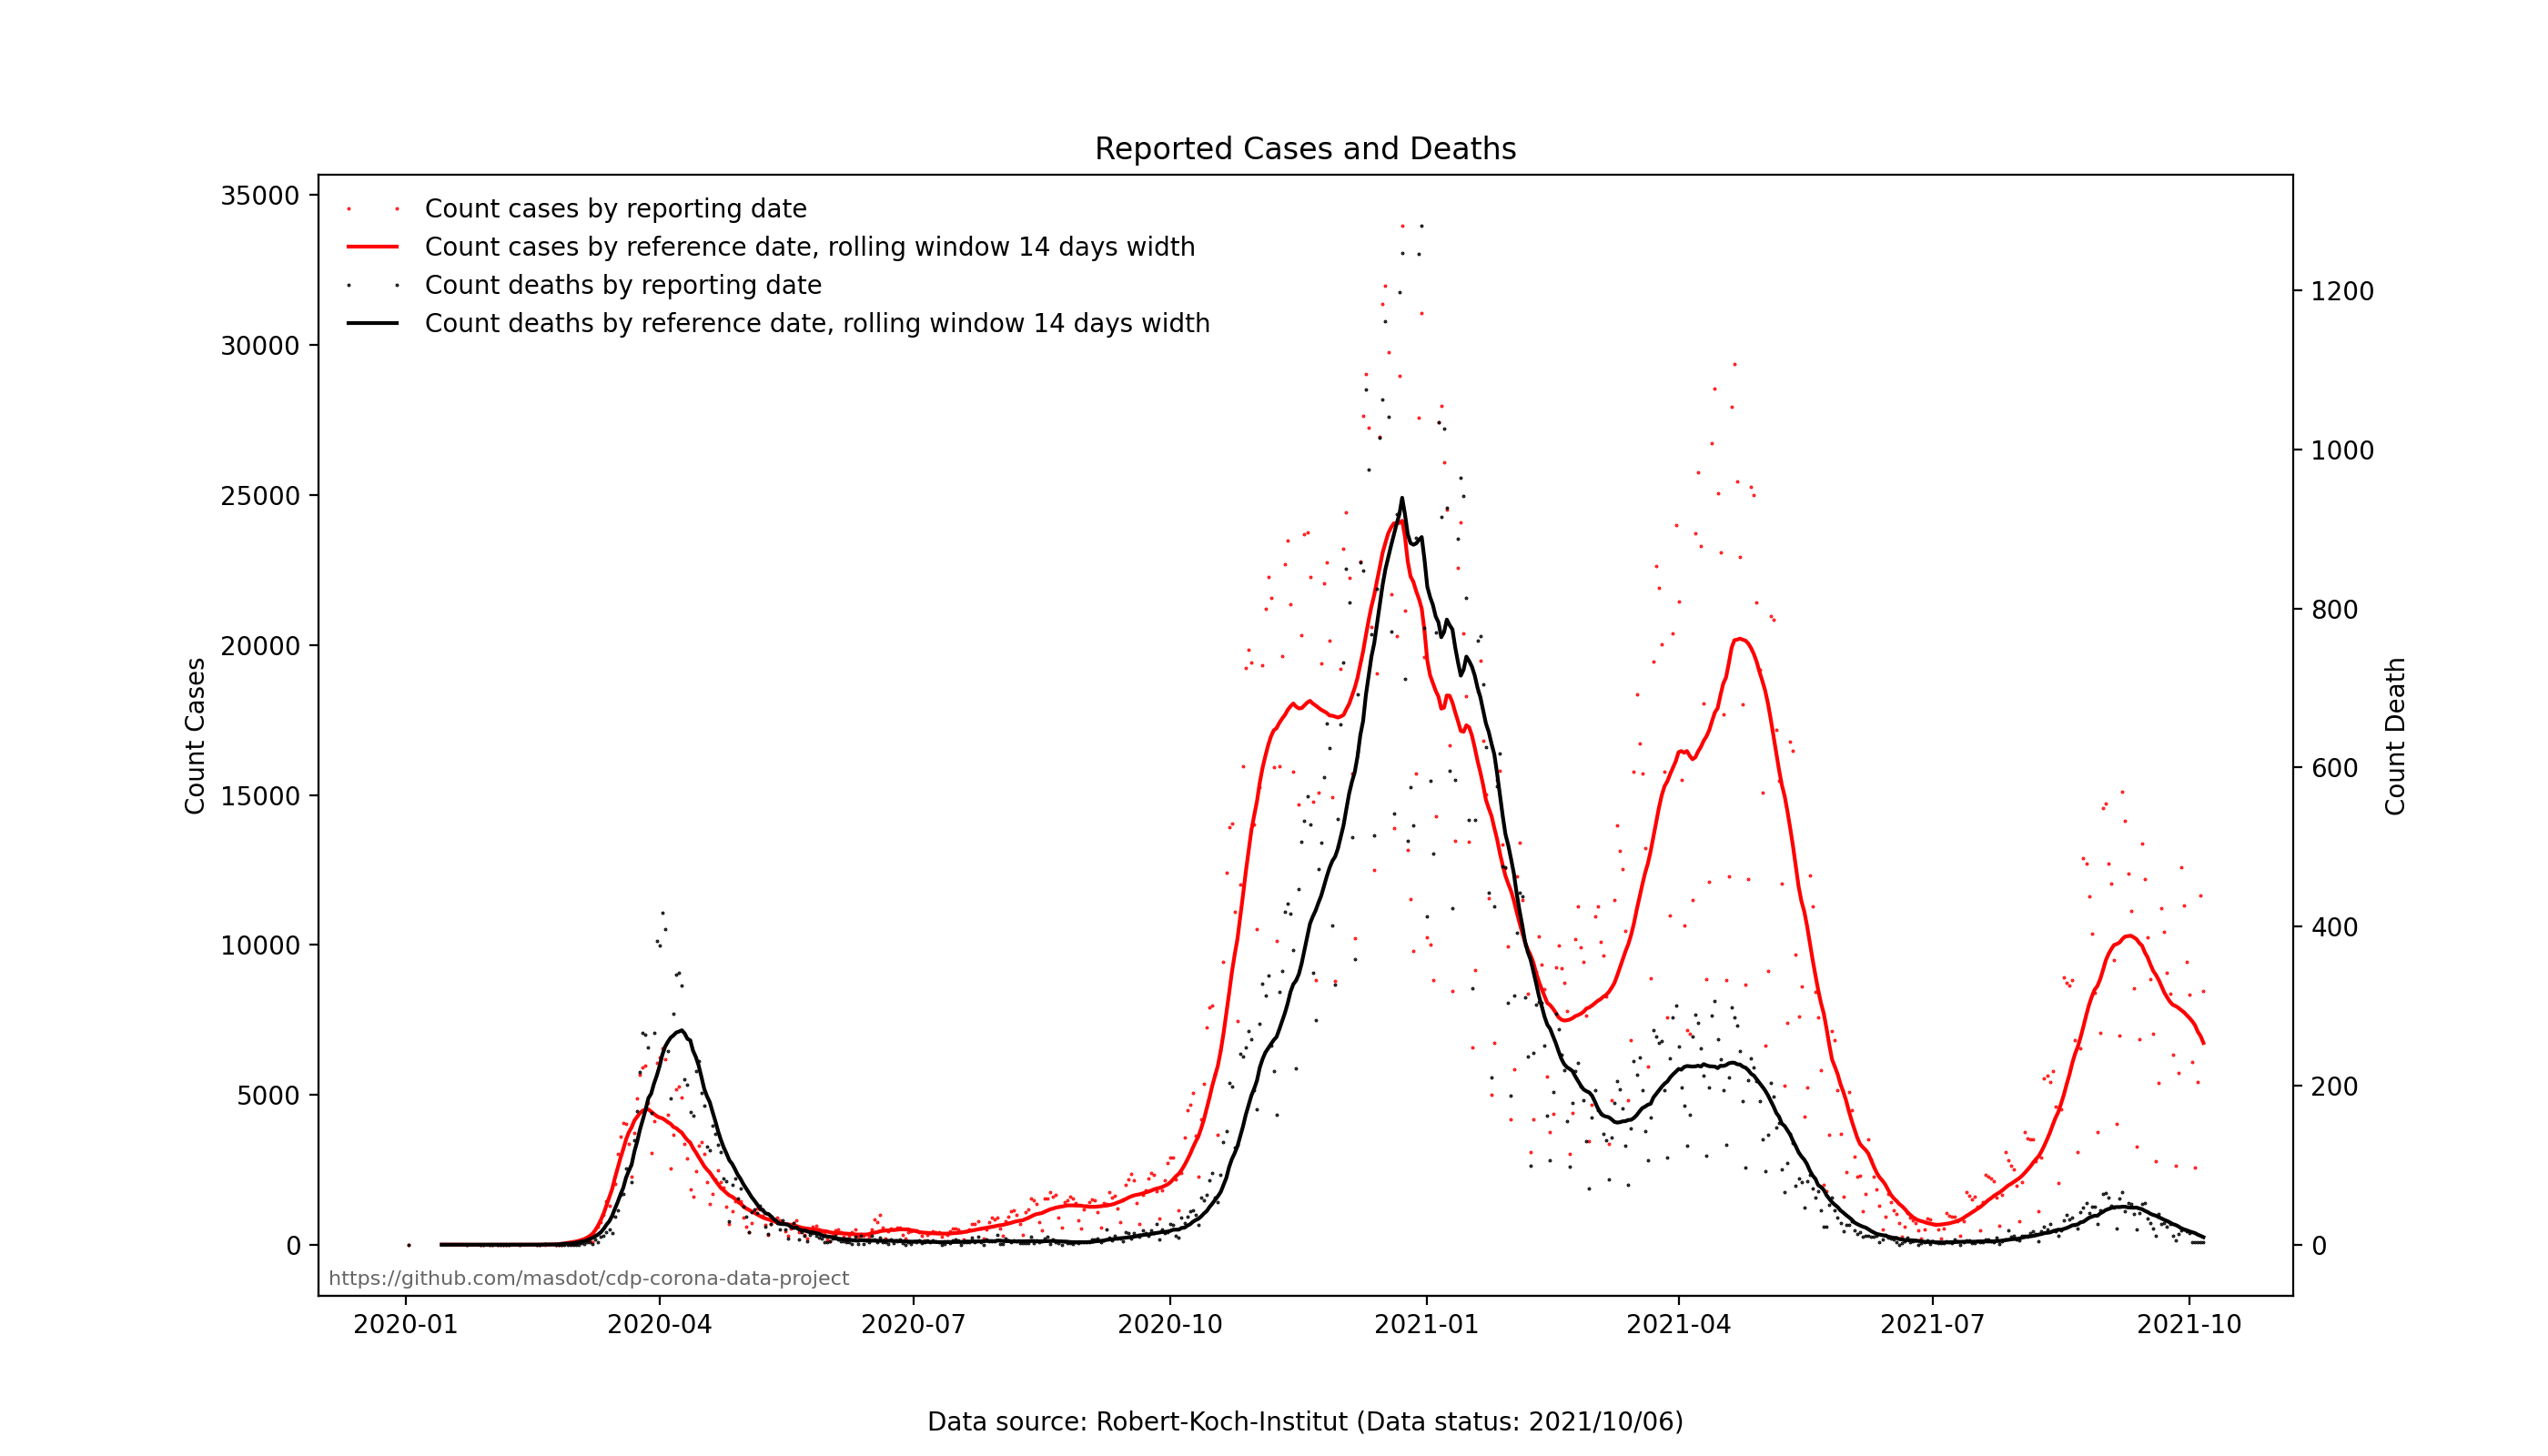 Reported Cases and Deaths
35000
30000
25000
20000
15000
10000
5000
0
Count Cases
Count cases by reporting date
Count cases by reference date, rolling window 14 days width
Count deaths by reporting date
Count deaths by reference date, rolling window 14 days width
1200
1000
800
600
400
200
0
Count Death
https://github.com/masdot/cdp-corona-data-project
2020-01 2020-04 2020-07 2020-10 2021-01 2021-04 2021-07 2021-10
Data source: Robert-Koch-Institut (Data status: 2021/10/06)